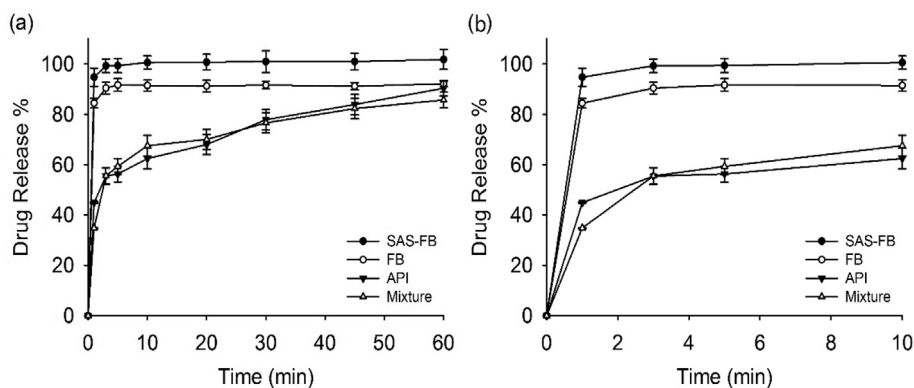 (a)
Drug Release %
100
80
60
40
20
0
SAS-FB
FB
API
Mixture
0 10 20 30 40 50 60
Time (min)
(b)
Drug Release %
100
80
60
40
20
0
SAS-FB
FB
API
Mixture
0 2 4 6 8 10
Time (min)